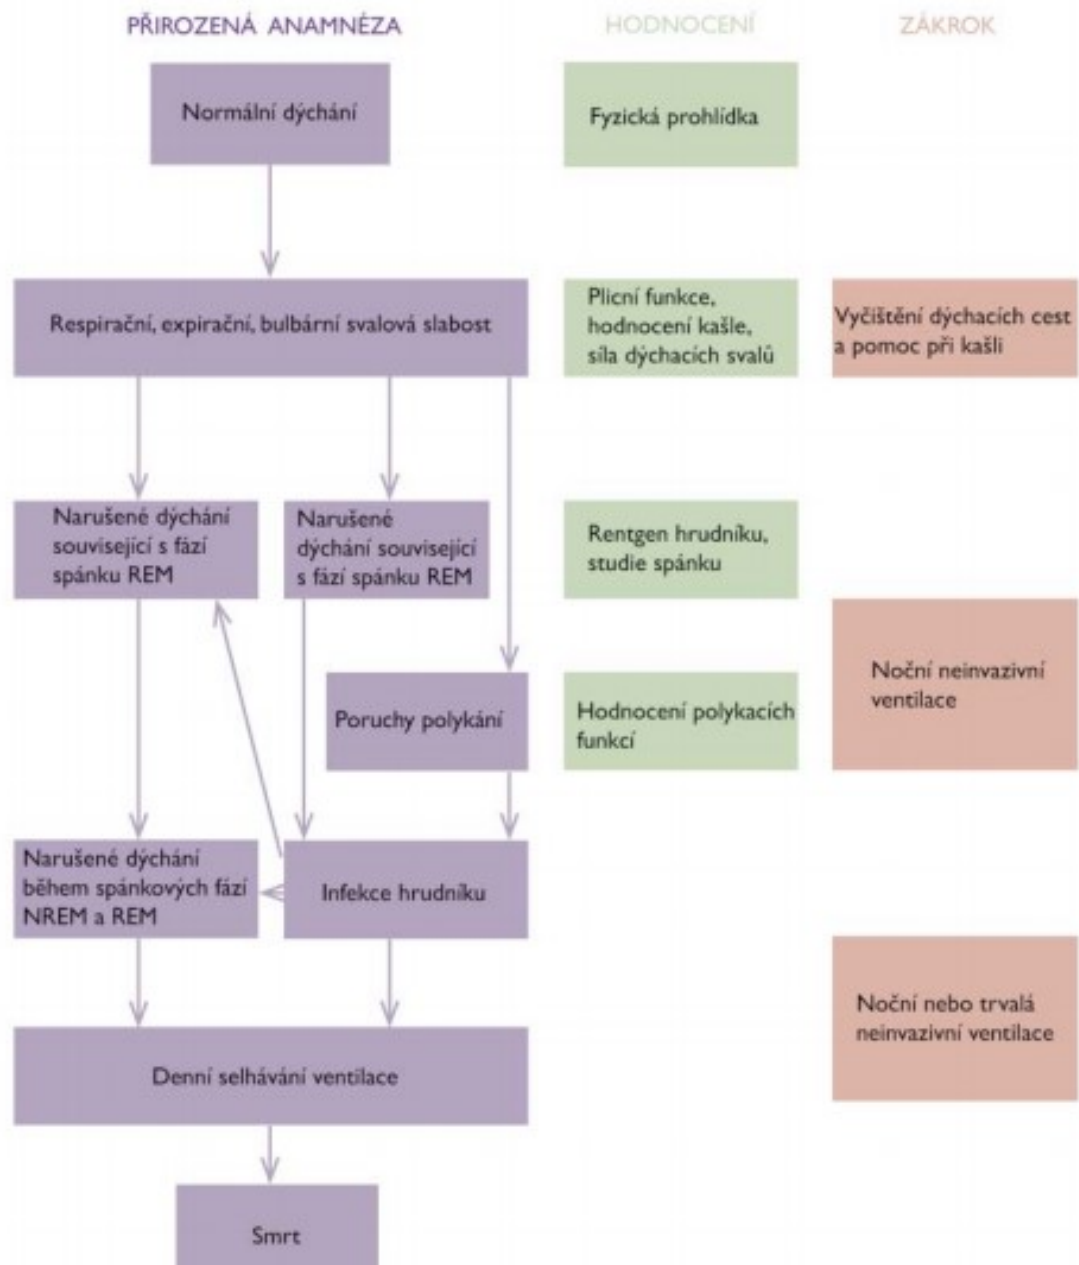 PŘIROZENÁ ANAMNÉZA
HODNOCENÍ
ZÁKROK
Normální dýchání
Fyzická prohlídka
Respirační, expirační, bulbární svalová slabost
Plicní funkce,
hodnocení kašle,
síla dýchacích svalů
Vyčištění dýchacích cest
a pomoc při kašli
Narušené dýchání
související s fází
spánku REM
Narušené
dýchání související
s fází spánku REM
Rentgen hrudníku,
studie spánku
Noční neinvazivní
ventilace
Poruchy polykání
Hodnocení polykacích
funkcí
Narušené dýchání
během spánkových fází
NREM a REM
Infekce hrudníku
Noční nebo trvalá
neinvazivní ventilace
Denní selhávání ventilace
Smrt